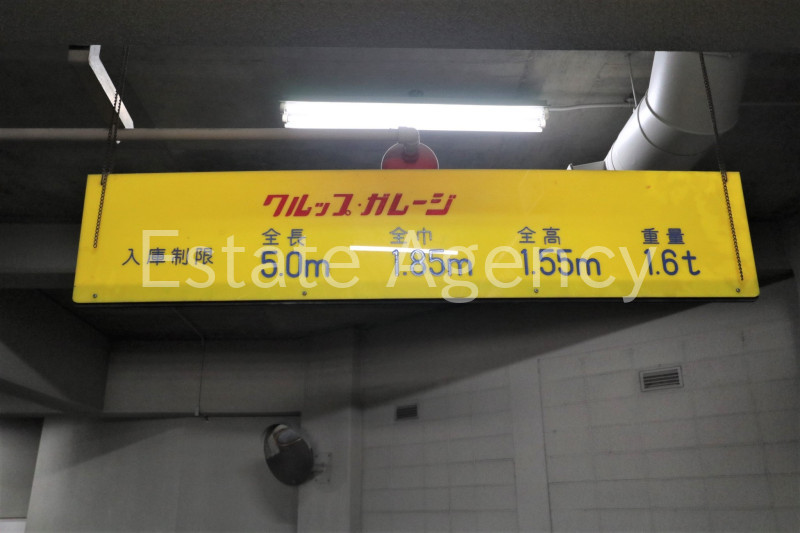 クルップ・ガレージ
全長 全巾 全高 重量
入庫制限 5.0m 1.85m 1.55m 1.6t
Estate Agency